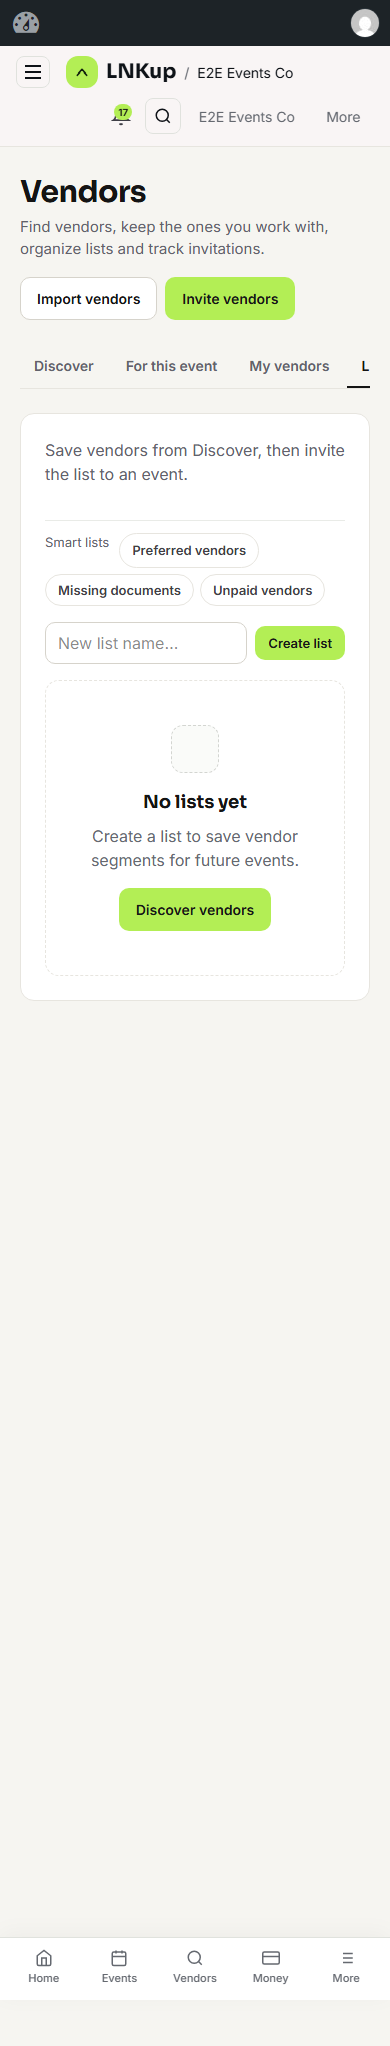 LNKup / E2E Events Co
17
E2E Events Co
More
Vendors
Find vendors, keep the ones you work with,
organize lists and track invitations.
Import vendors
Invite vendors
Discover
For this event
My vendors
L
Save vendors from Discover, then invite
the list to an event.
Smart lists
Preferred vendors
Missing documents
Unpaid vendors
New list name...
Create list
No lists yet
Create a list to save vendor
segments for future events.
Discover vendors
Home
Events
Vendors
Money
More